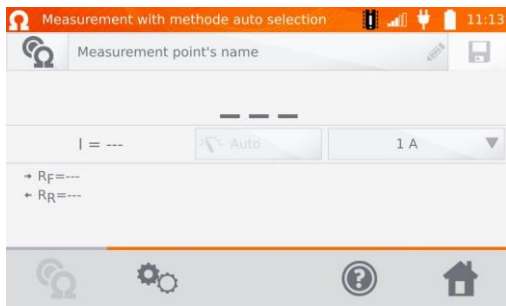 Measurement with methode auto selection 11:13
Measurement point's name
---
I = --- Auto 1 A
→ RF=---
← RR=---